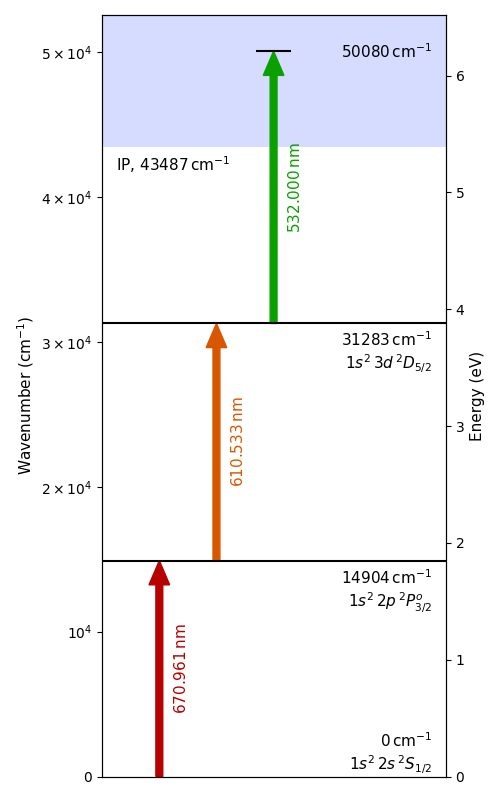 5 × 10⁴
50080 cm⁻¹
6
IP, 43487 cm⁻¹
532.000 nm
4 × 10⁴
5
4
Wavenumber (cm⁻¹)
3 × 10⁴
31283 cm⁻¹
1s² 3d ²D₅/₂
Energy (eV)
3
610.533 nm
2 × 10⁴
2
14904 cm⁻¹
1s² 2p ²Pᵒ₃/₂
10⁴
670.961 nm
1
0 cm⁻¹
1s² 2s ²S₁/₂
0
0